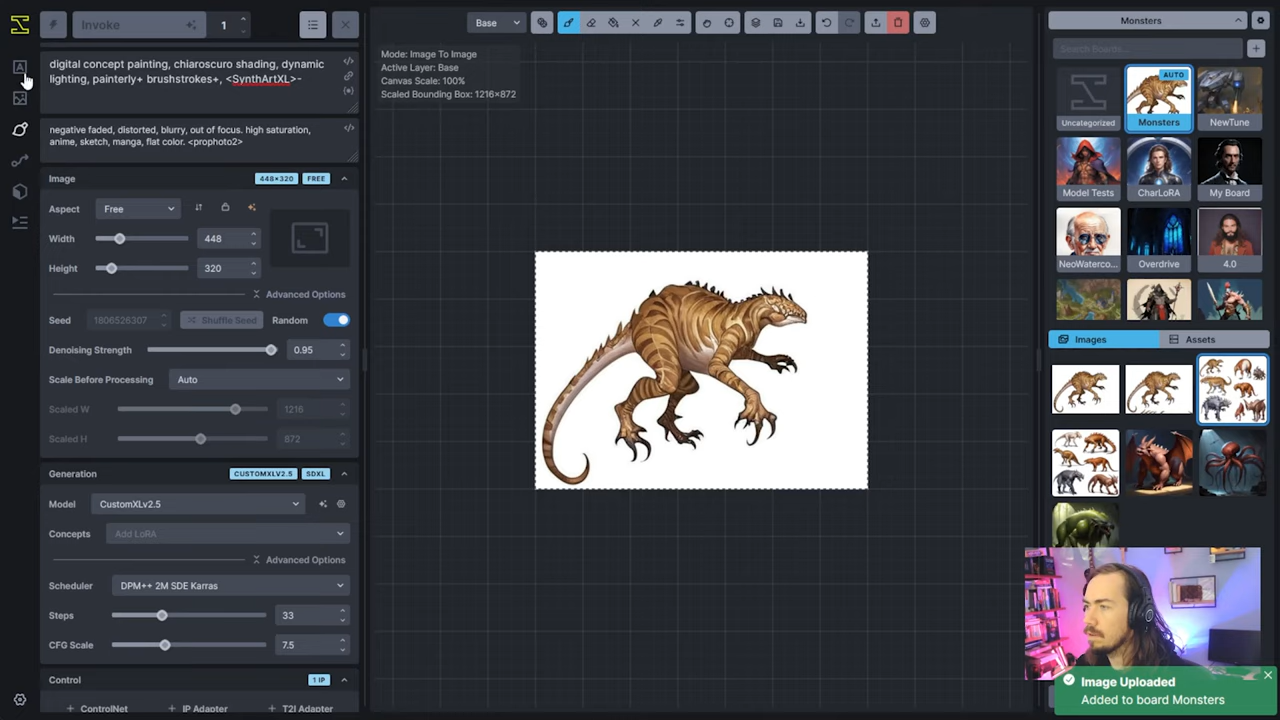 Invoke
1
digital concept painting, chiaroscuro shading, dynamic
lighting, painterly+ brushstrokes+, <SynthArtXL>-
negative faded, distorted, blurry, out of focus. high saturation,
anime, sketch, manga, flat color. <prophoto2>
Image
448×320
FREE
Aspect
Free
Width
448
Height
320
Advanced Options
Seed
1806526307
Shuffle Seed
Random
Denoising Strength
0.95
Scale Before Processing
Auto
Scaled W
1216
Scaled H
872
Generation
CUSTOMXLV2.5
SDXL
Model
CustomXLv2.5
Concepts
Add LoRA
Advanced Options
Scheduler
DPM++ 2M SDE Karras
Steps
33
CFG Scale
7.5
Control
1 IP
+ ControlNet
+ IP Adapter
+ T2I Adapter
Base
Mode: Image To Image
Active Layer: Base
Canvas Scale: 100%
Scaled Bounding Box: 1216×872
Monsters
Search Boards...
Uncategorized
AUTO
Monsters
NewTune
Model Tests
CharLoRA
My Board
NeoWaterco...
Overdrive
4.0
Images
Assets
Image Uploaded
Added to board Monsters